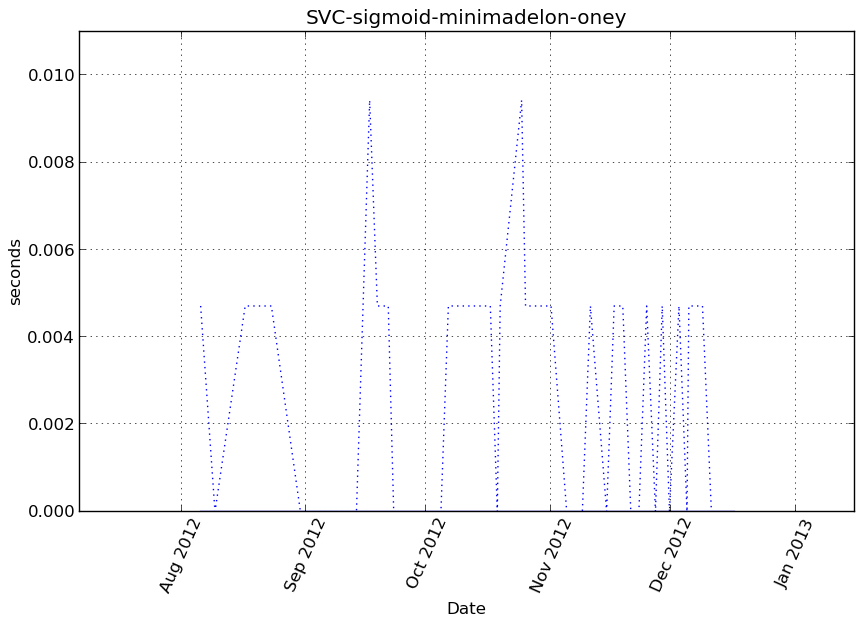 SVC-sigmoid-minimadelon-oney
0.010
0.008
0.006
0.004
0.002
0.000
seconds
Aug 2012
Sep 2012
Oct 2012
Nov 2012
Dec 2012
Jan 2013
Date